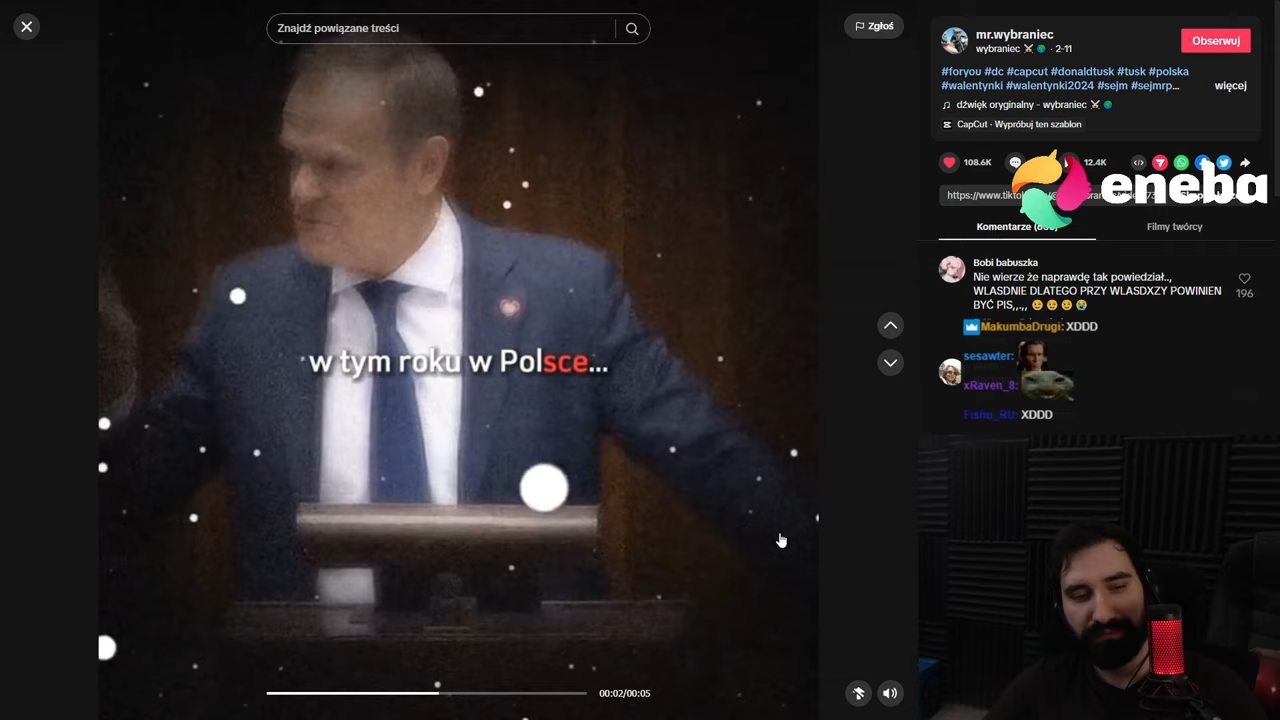 Znajdź powiązane treści
Zgłoś
w tym roku w Polsce...
00:02/00:05
mr.wybraniec
wybraniec ⚔️ 🌍 · 2-11
Obserwuj
#foryou #dc #capcut #donaldtusk #tusk #polska
#walentynki #walentynki2024 #sejm #sejmrp...
więcej
dźwięk oryginalny - wybraniec ⚔️ 🌍
CapCut · Wypróbuj ten szablon
108.6K
12.4K
eneba
Komentarze
Filmy twórcy
Bobi babuszka
Nie wierze że naprawdę tak powiedział..,
WLASDNIE DLATEGO PRZY WLASDXZY POWINIEN
BYĆ PIS,,.,, 😉 😉 😉 😭
196
MakumbaDrugi: XDDD
sesawter:
xRaven_8:
XDDD